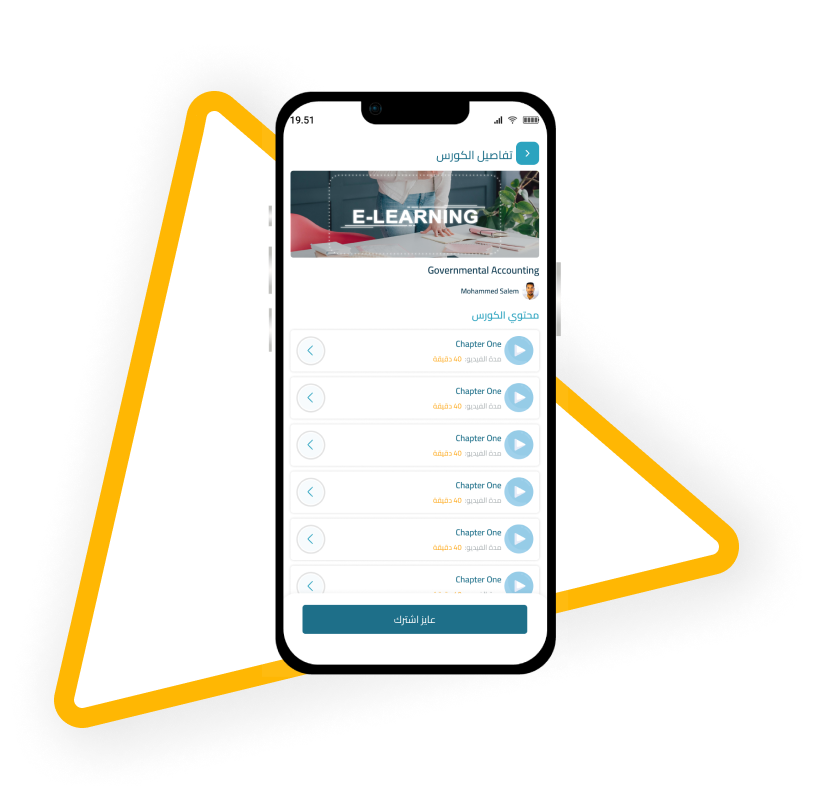 19.51
تفاصيل الكورس
E-LEARNING
Governmental Accounting
Mohammed Salem
محتوي الكورس
Chapter One
مدة الفيديو: 40 دقيقة
Chapter One
مدة الفيديو: 40 دقيقة
Chapter One
مدة الفيديو: 40 دقيقة
Chapter One
مدة الفيديو: 40 دقيقة
Chapter One
مدة الفيديو: 40 دقيقة
Chapter One
عايز اشترك